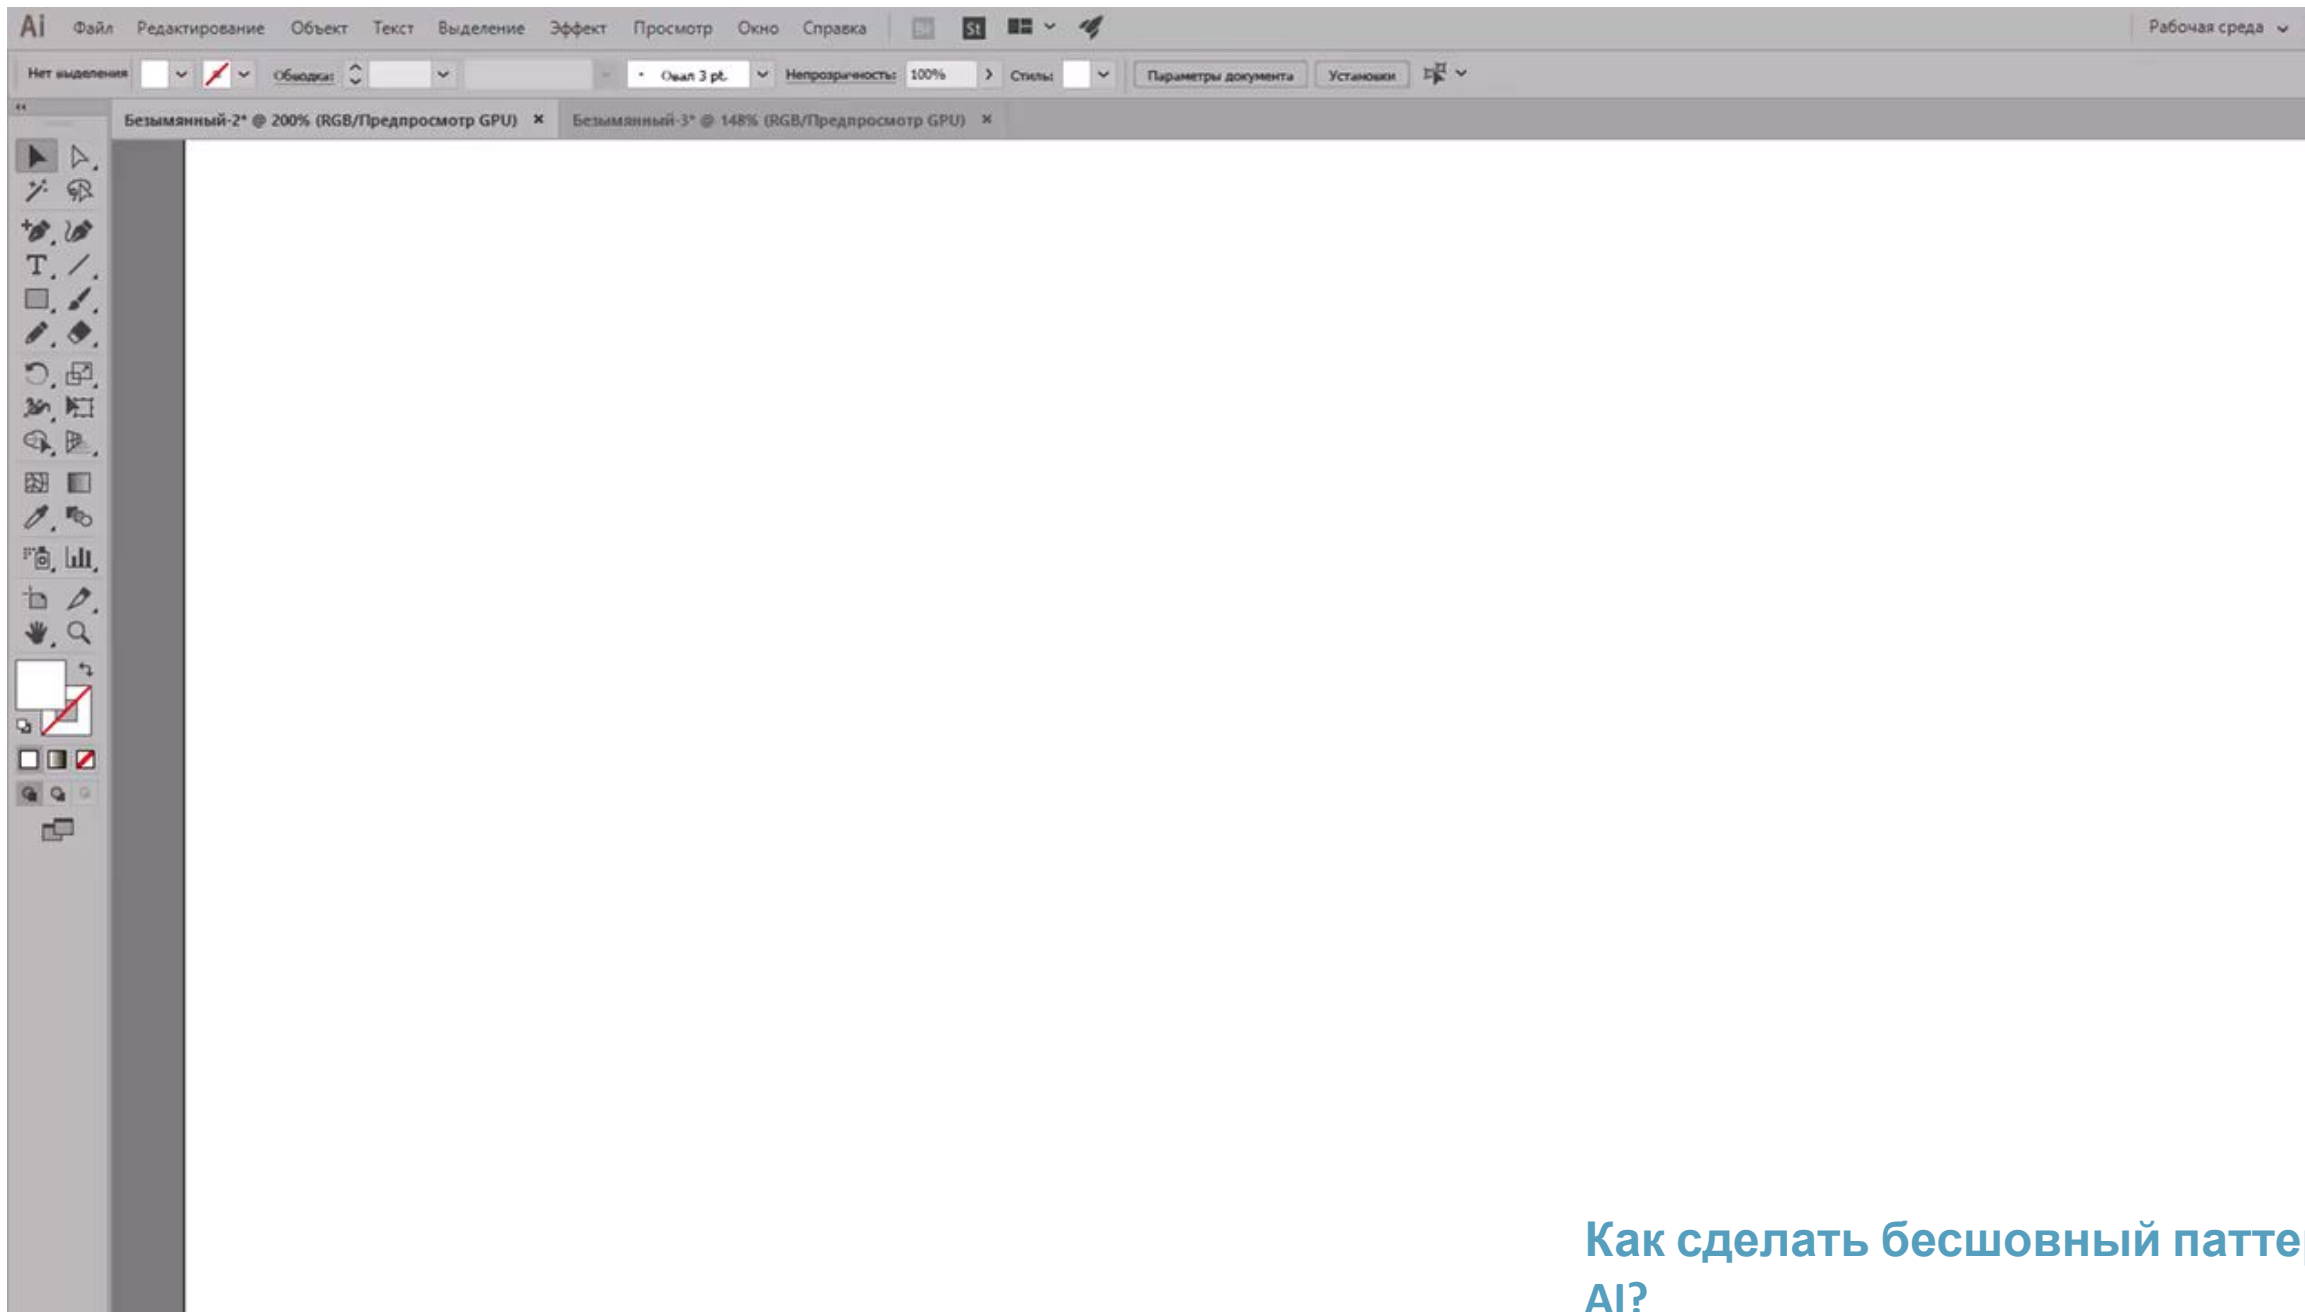 Ai Файл Редактирование Объект Текст Выделение Эффект Просмотр Окно Справка Br St Рабочая среда
Нет выделения Обводка: Овал 3 pt. Непрозрачность: 100% Стиль: Параметры документа Установки
Безымянный-2* @ 200% (RGB/Предпросмотр GPU) × Безымянный-3* @ 148% (RGB/Предпросмотр GPU) ×
Как сделать бесшовный патте
AI?